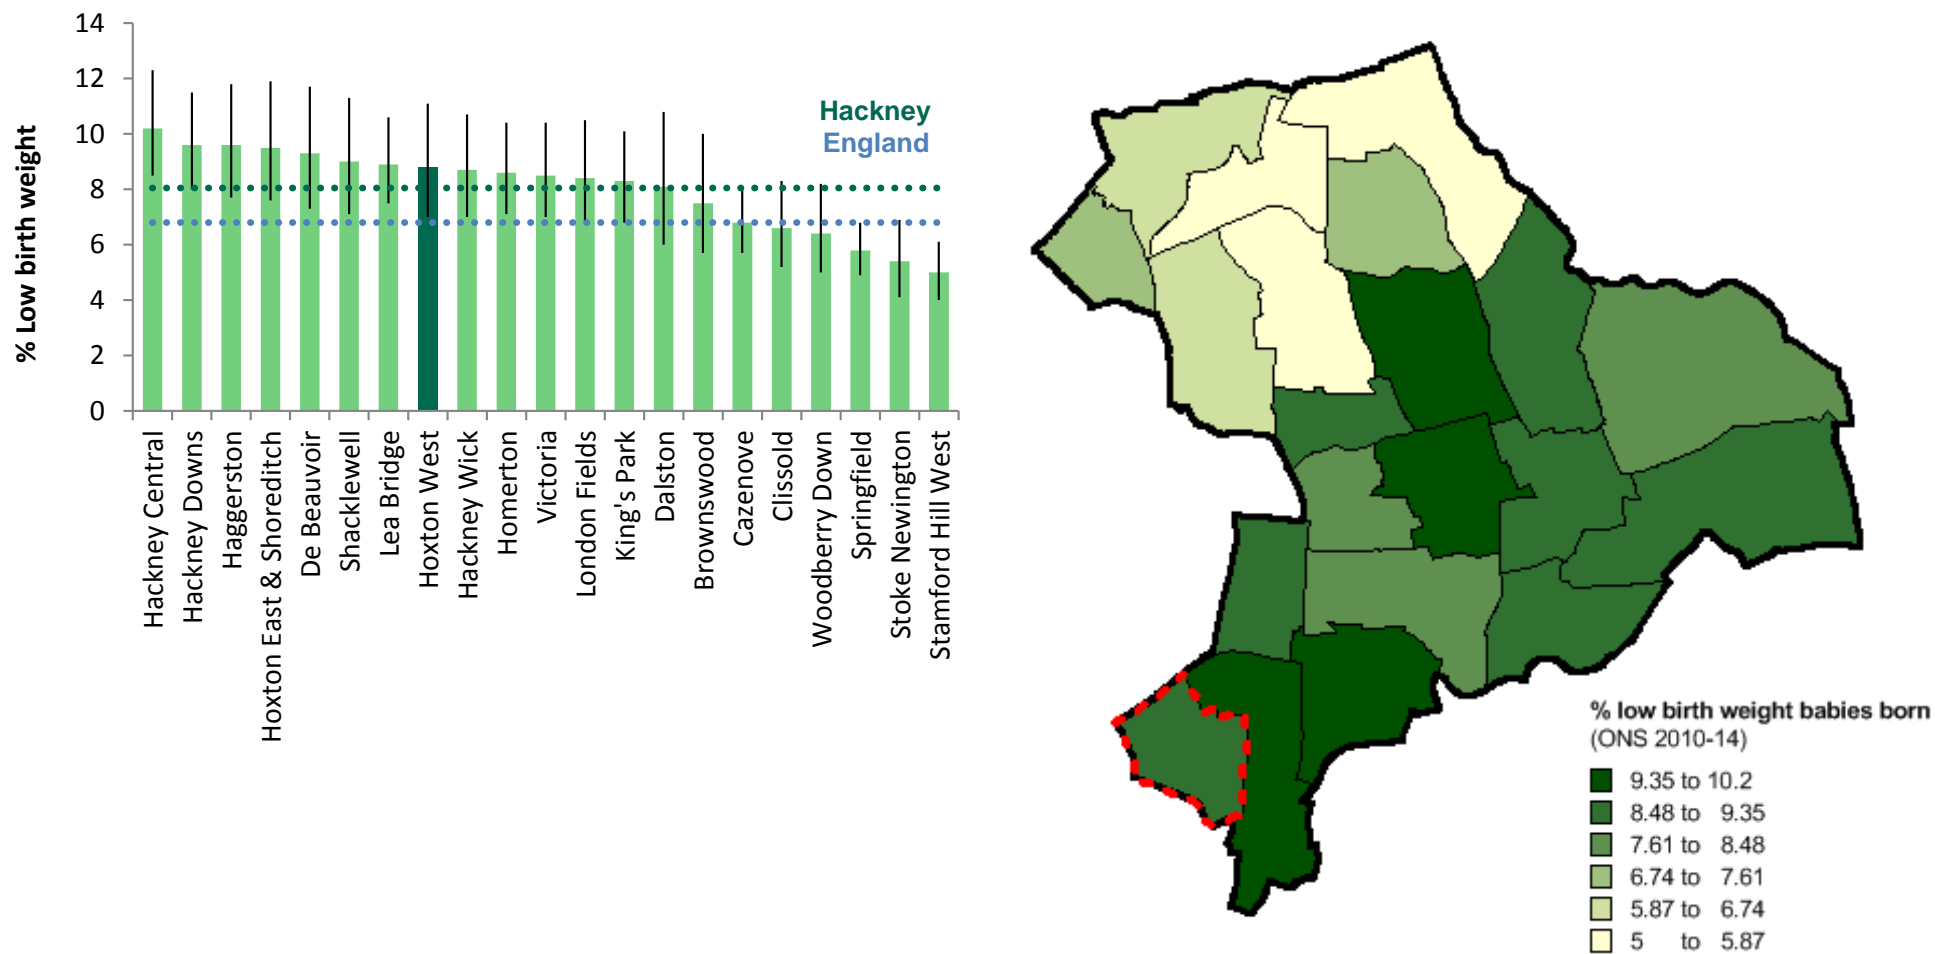 % Low birth weight
14
12
10
8
6
4
2
0
Hackney
England
Hackney Central
Hackney Downs
Haggerston
Hoxton East & Shoreditch
De Beauvoir
Shacklewell
Lea Bridge
Hoxton West
Hackney Wick
Homerton
Victoria
London Fields
King's Park
Dalston
Brownswood
Cazenove
Clissold
Woodberry Down
Springfield
Stoke Newington
Stamford Hill West
% low birth weight babies born
(ONS 2010-14)
9.35 to 10.2
8.48 to 9.35
7.61 to 8.48
6.74 to 7.61
5.87 to 6.74
5 to 5.87